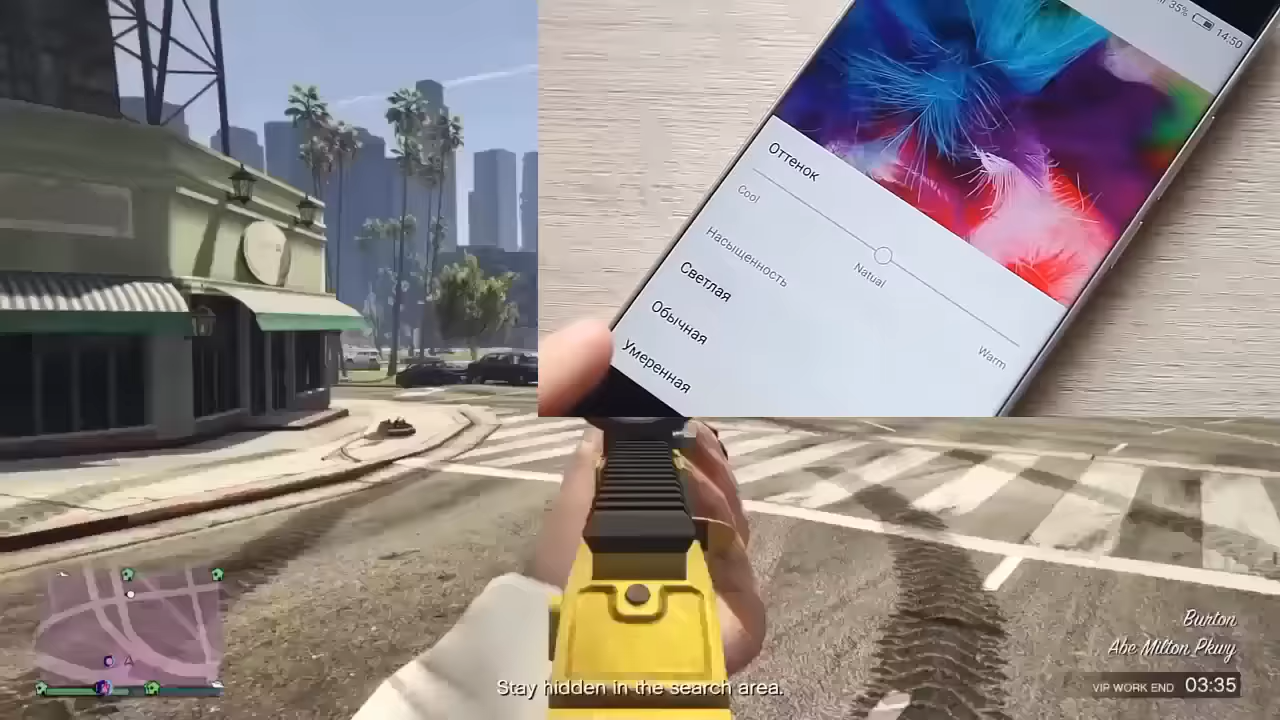 35%
14:50
Оттенок
Cool
Natual
Warm
Насыщенность
Светлая
Обычная
Умеренная
Burton
Abe Milton Pkwy
VIP WORK END 03:35
Stay hidden in the search area.